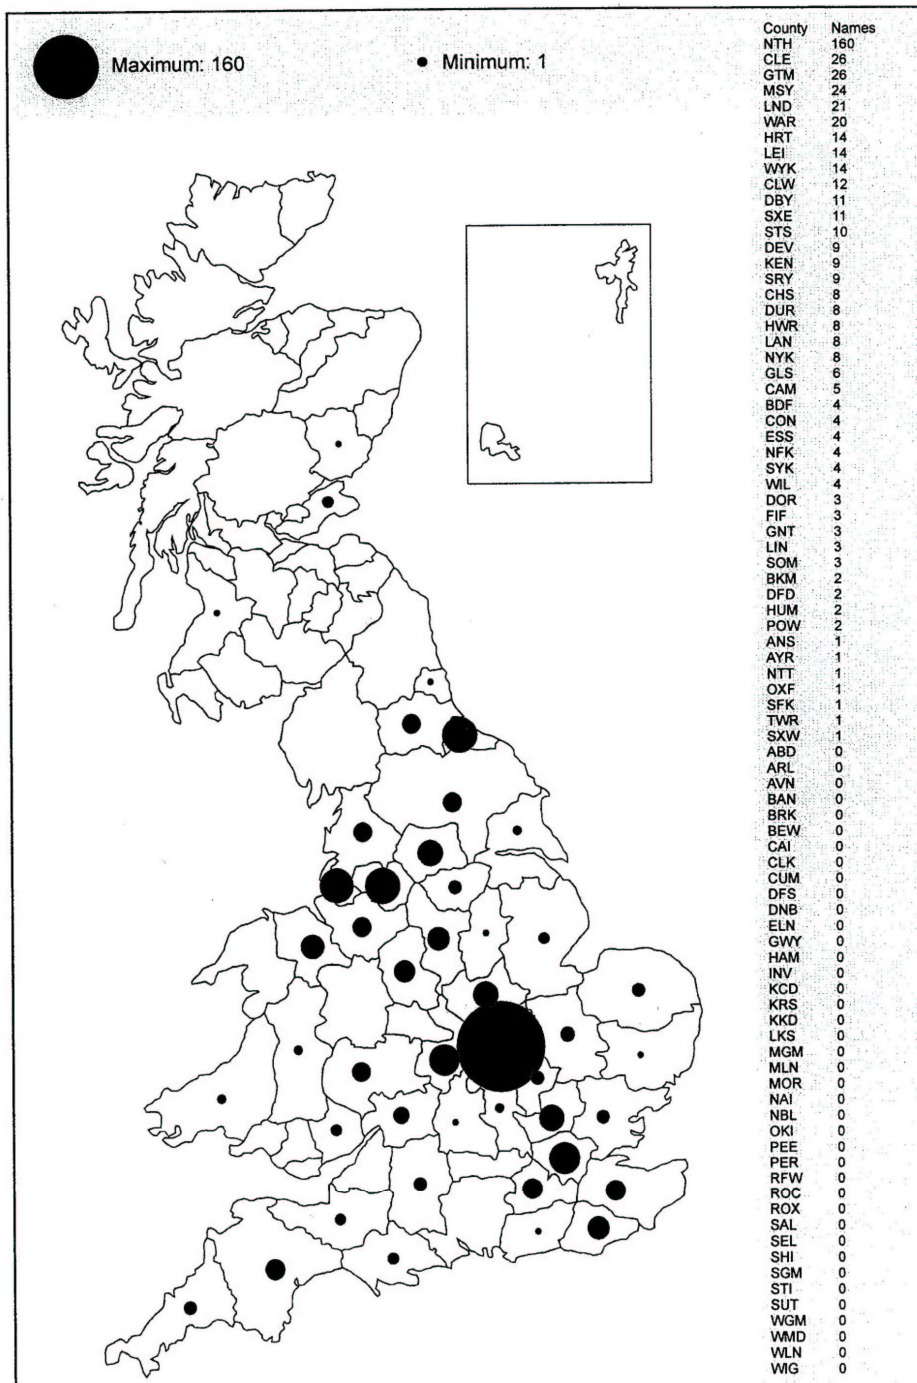 Maximum: 160
Minimum: 1
County Names
NTH 160
CLE 26
GTM 26
MSY 24
LND 21
WAR 20
HRT 14
LEI 14
WYK 14
CLW 12
DBY 11
SXE 11
STS 10
DEV 9
KEN 9
SRY 9
CHS 8
DUR 8
HWR 8
LAN 8
NYK 8
GLS 6
CAM 5
BDF 4
CON 4
ESS 4
NFK 4
SYK 4
WIL 4
DOR 3
FIF 3
GNT 3
LIN 3
SOM 3
BKM 2
DFD 2
HUM 2
POW 2
ANS 1
AYR 1
NTT 1
OXF 1
SFK 1
TWR 1
SXW 1
ABD 0
ARL 0
AVN 0
BAN 0
BRK 0
BEW 0
CAI 0
CLK 0
CUM 0
DFS 0
DNB 0
ELN 0
GWY 0
HAM 0
INV 0
KCD 0
KRS 0
KKD 0
LKS 0
MGM 0
MLN 0
MOR 0
NAI 0
NBL 0
OKI 0
PEE 0
PER 0
RFW 0
ROC 0
ROX 0
SAL 0
SEL 0
SHI 0
SGM 0
STI 0
SUT 0
WGM 0
WMD 0
WLN 0
WIG 0